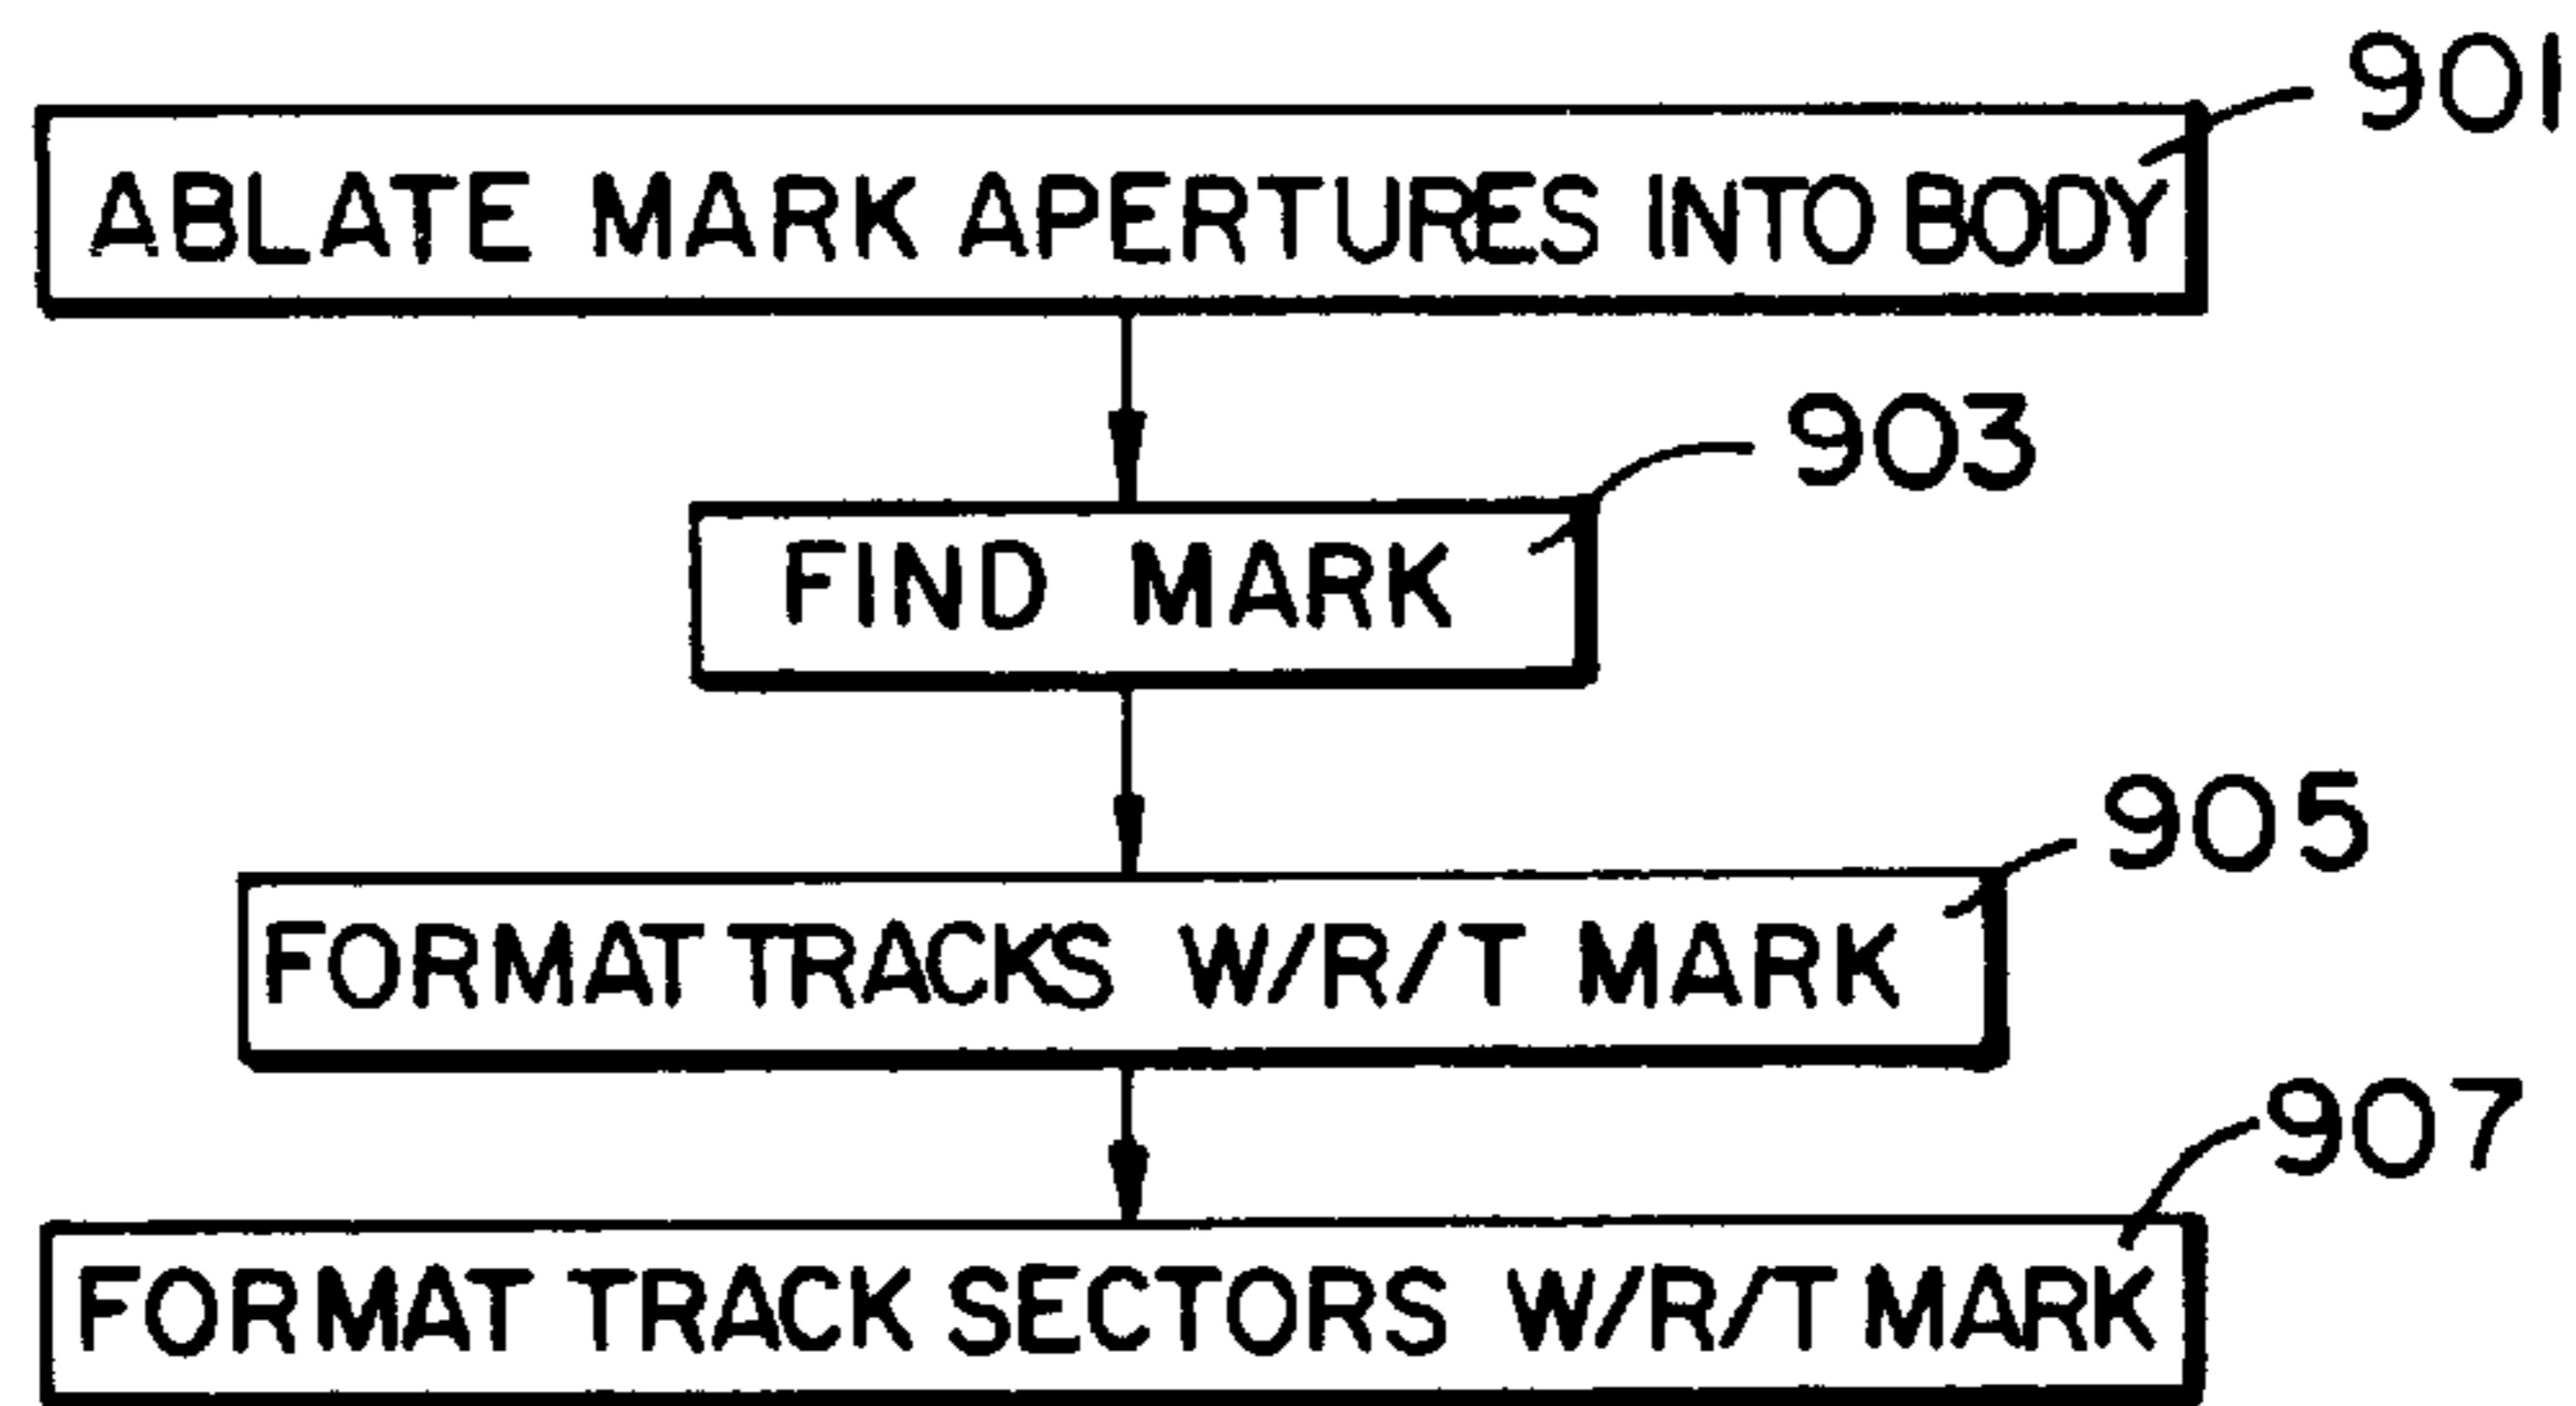 901
ABLATE MARK APERTURES INTO BODY
903
FIND MARK
905
FORMAT TRACKS W/R/T MARK
907
FORMAT TRACK SECTORS W/R/T MARK